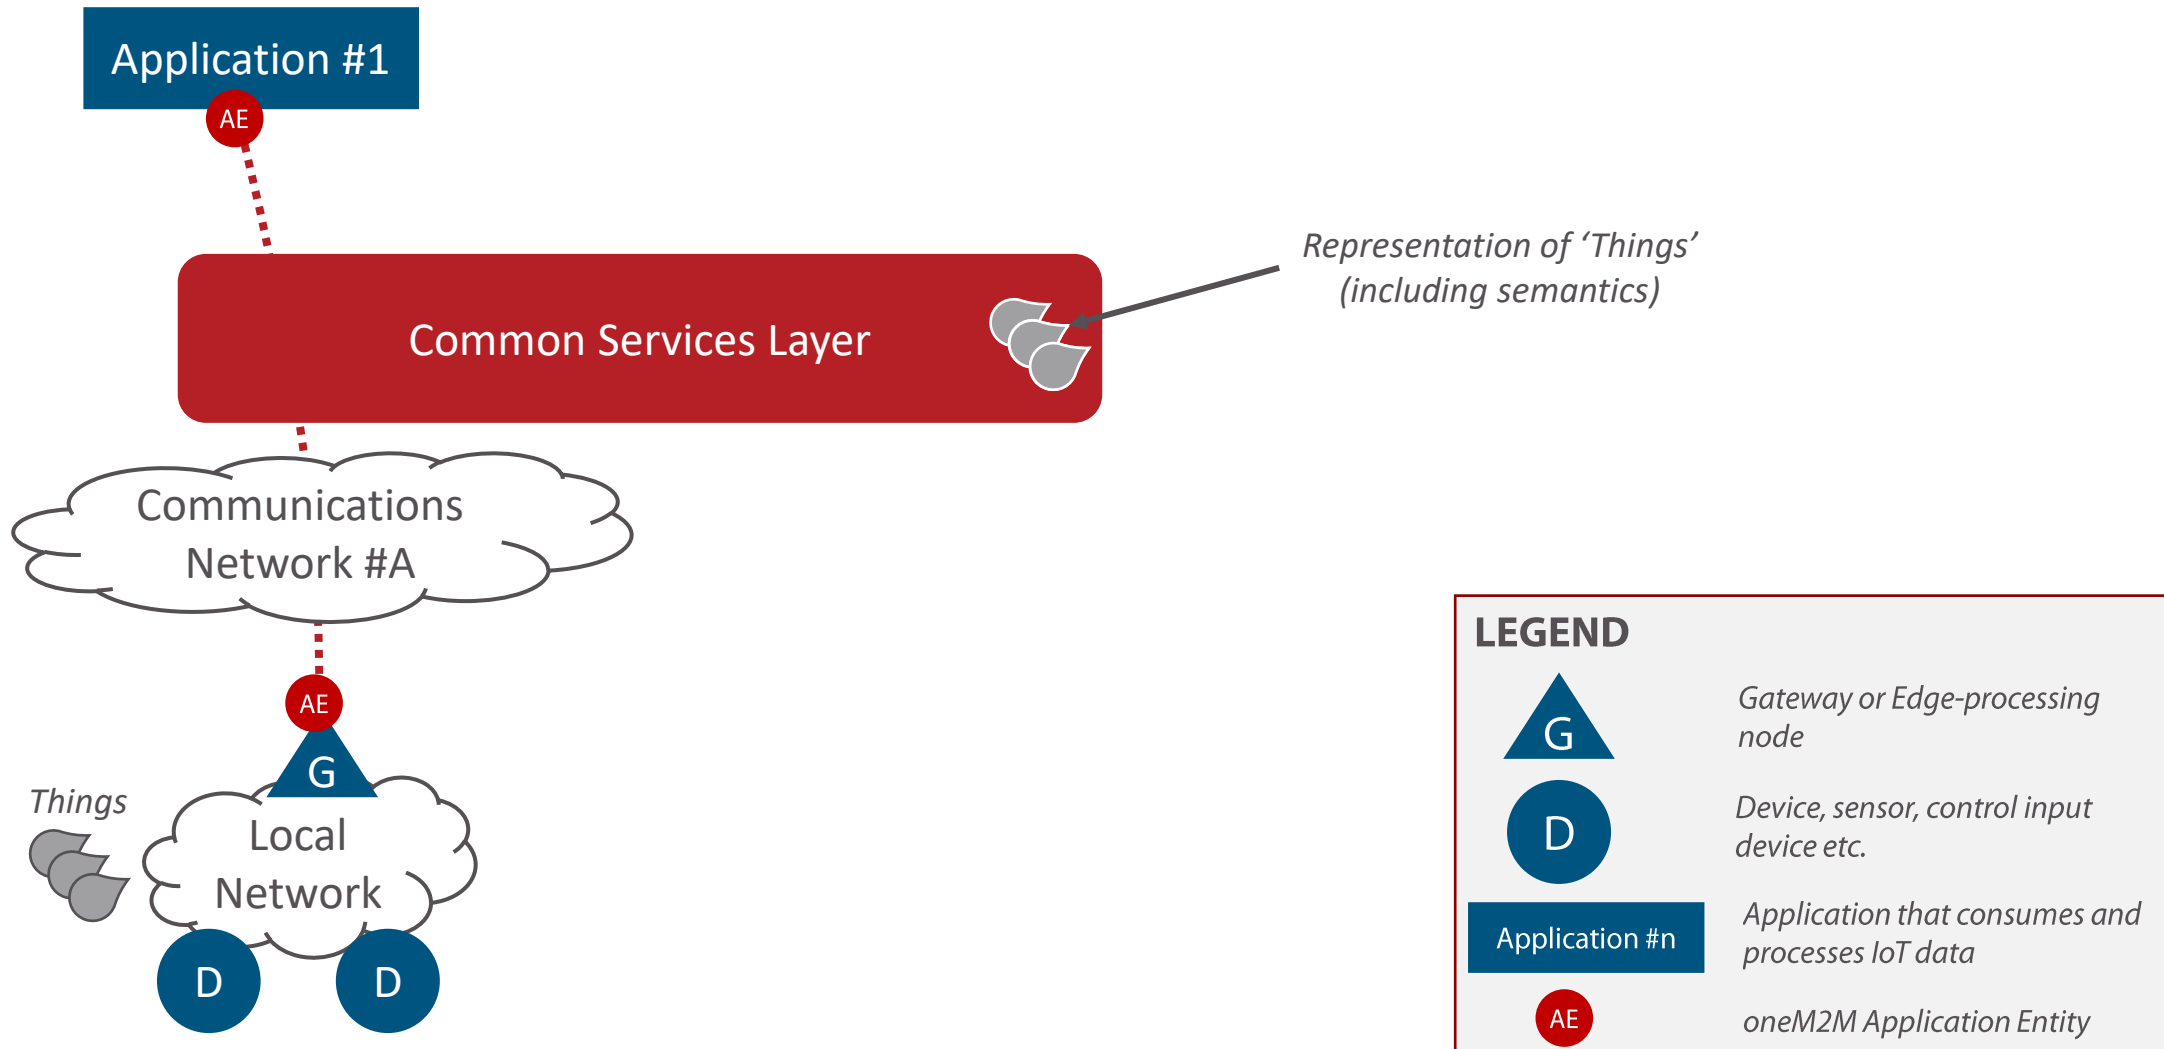 Application #1
AE
Representation of ‘Things’
(including semantics)
Common Services Layer
Communications
Network #A
AE
G
Things
Local
Network
D
D
LEGEND
G
Gateway or Edge-processing
node
D
Device, sensor, control input
device etc.
Application #n
Application that consumes and
processes IoT data
AE
oneM2M Application Entity